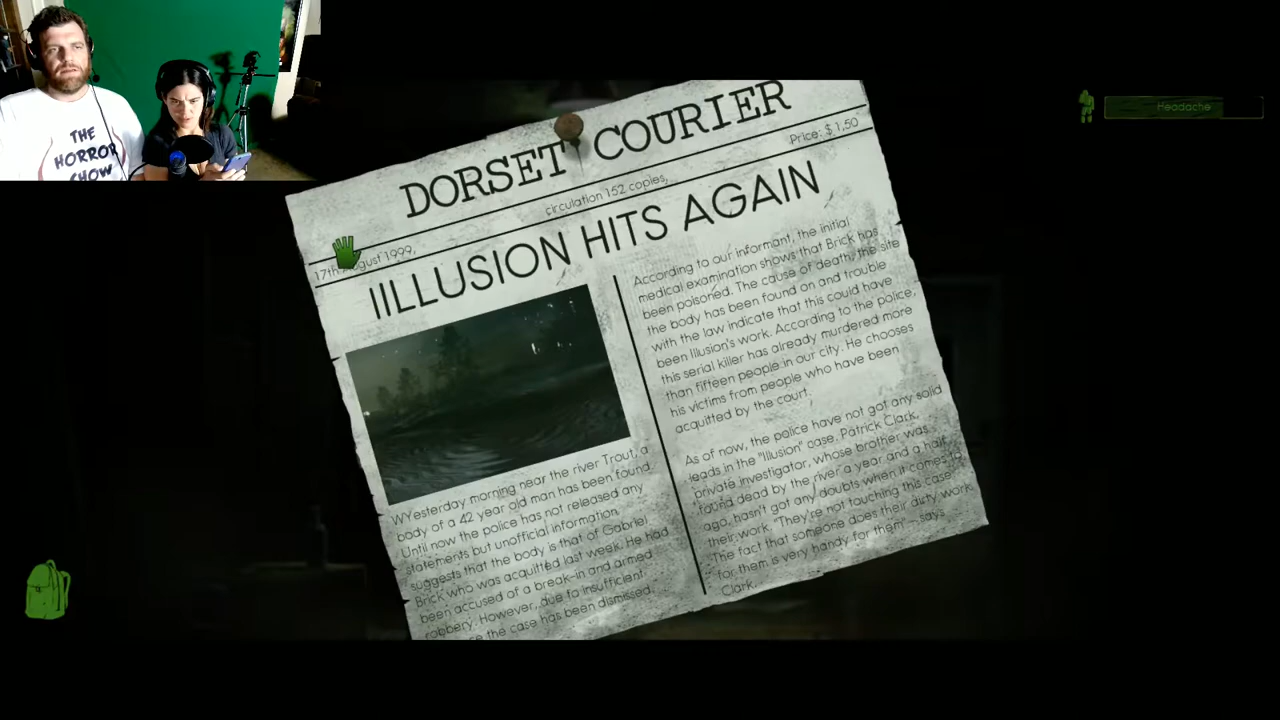 THE
HORROR
SHOW
Headache
DORSET COURIER
circulation 152 copies,
Price: $ 1,50
17th August 1999,
IILLUSION HITS AGAIN
WYesterday morning near the river Trout, a
body of a 42 year old man has been found.
Until now the police has not released any
statements but unofficial information
suggests that the body is that of Gabriel
Brick who was acquitted last week. He had
been accused of a break-in and armed
robbery. However, due to insufficient
the case has been dismissed.
According to our informant, the initial
medical examination shows that Brick has
been poisoned. The cause of death, the site
the body has been found on and trouble
with the law indicate that this could have
been Illusion's work. According to the police,
this serial killer has already murdered more
than fifteen people in our city. He chooses
his victims from people who have been
acquitted by the court.
As of now, the police have not got any solid
leads in the "Illusion" case. Patrick Clark,
private investigator, whose brother was
found dead by the river a year and a half
ago, hasn't got any doubts when it comes to
their work. "They're not touching this case.
The fact that someone does their dirty work
for them is very handy for them" - says
Clark.